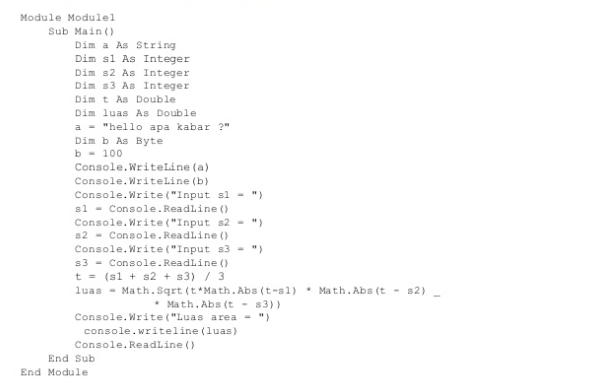 Module Module1
Sub Main()
Dim a As String
Dim s1 As Integer
Dim s2 As Integer
Dim s3 As Integer
Dim t As Double
Dim luas As Double
a = "hello apa kabar ?"
Dim b As Byte
b = 100
Console.WriteLine(a)
Console.WriteLine(b)
Console.Write("Input s1 = ")
s1 = Console.ReadLine()
Console.Write("Input s2 = ")
s2 = Console.ReadLine()
Console.Write("Input s3 = ")
s3 = Console.ReadLine()
t = (s1 + s2 + s3) / 3
luas = Math.Sqrt(t*Math.Abs(t-s1) * Math.Abs(t - s2) _
* Math.Abs(t - s3))
Console.Write("Luas area = ")
console.writeline(luas)
Console.ReadLine()
End Sub
End Module